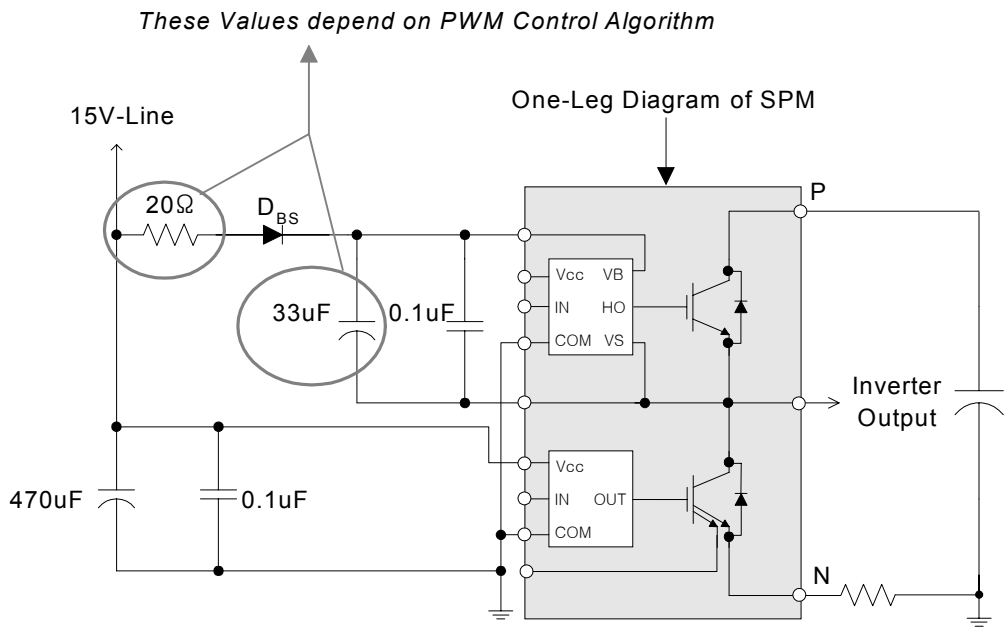 These Values depend on PWM Control Algorithm
One-Leg Diagram of SPM
15V-Line
P
20Ω
D_BS
Vcc VB
33uF
0.1uF
IN HO
COM VS
Inverter
Output
Vcc
470uF
0.1uF
IN OUT
COM
N